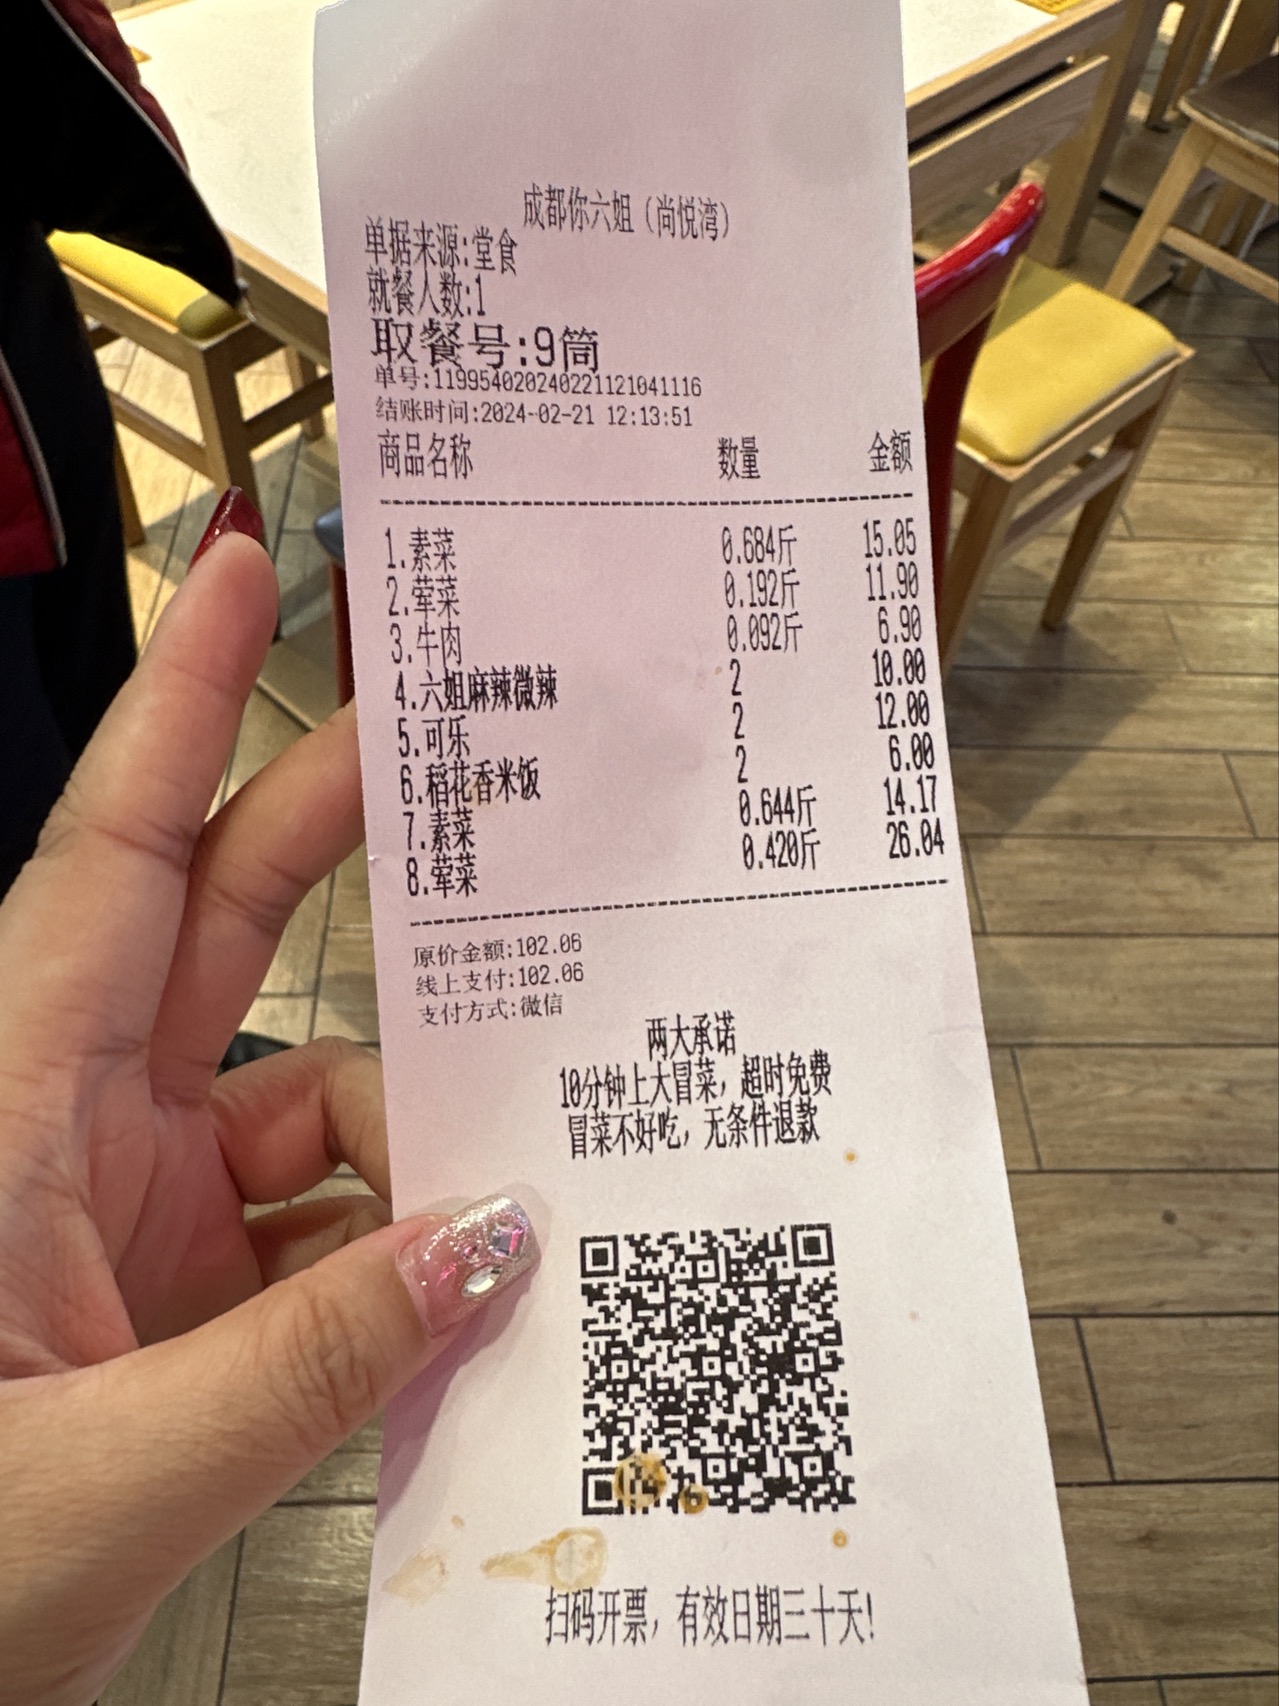 成都你六姐（尚悦湾）
单据来源:堂食
就餐人数:1
取餐号:9筒
单号:119954020240221121041116
结账时间:2024-02-21 12:13:51
商品名称 数量 金额
1.素菜 0.684斤 15.05
2.荤菜 0.192斤 11.90
3.牛肉 0.092斤 6.90
4.六姐麻辣微辣 2 10.00
5.可乐 2 12.00
6.稻花香米饭 2 6.00
7.素菜 0.644斤 14.17
8.荤菜 0.420斤 26.04
原价金额:102.06
线上支付:102.06
支付方式:微信
两大承诺
10分钟上大冒菜，超时免费
冒菜不好吃，无条件退款
扫码开票，有效日期三十天!